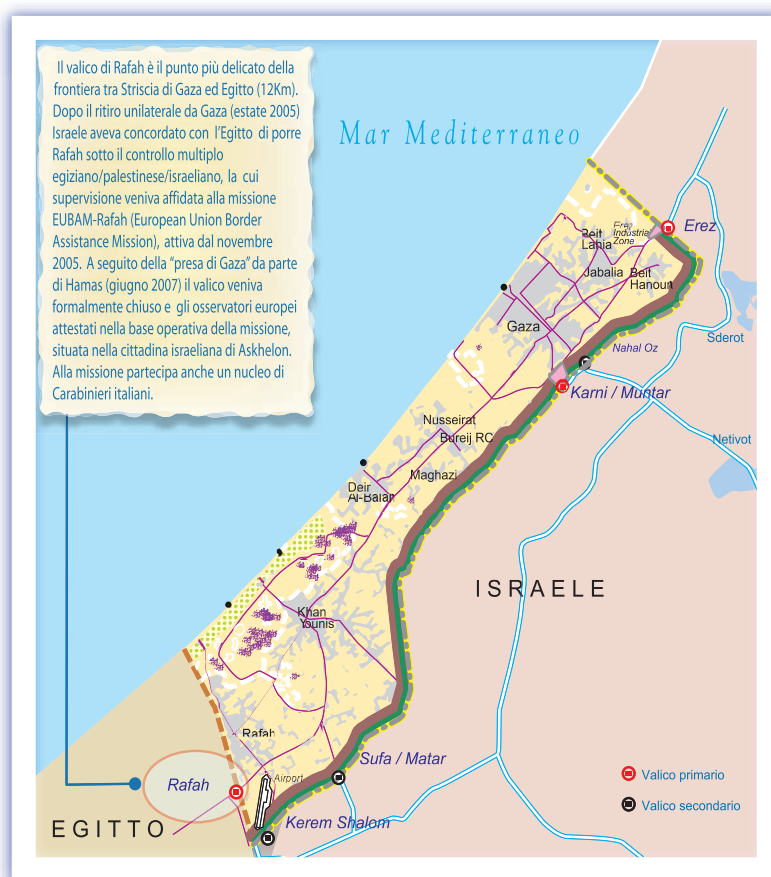 Il valico di Rafah è il punto più delicato della
frontiera tra Striscia di Gaza ed Egitto (12Km).
Dopo il ritiro unilaterale da Gaza (estate 2005)
Israele aveva concordato con l'Egitto di porre
Rafah sotto il controllo multiplo
egiziano/palestinese/israeliano, la cui
supervisione veniva affidata alla missione
EUBAM-Rafah (European Union Border
Assistance Mission), attiva dal novembre
2005. A seguito della "presa di Gaza" da parte
di Hamas (giugno 2007) il valico veniva
formalmente chiuso e gli osservatori europei
attestati nella base operativa della missione,
situata nella cittadina israeliana di Askhelon.
Alla missione partecipa anche un nucleo di
Carabinieri italiani.
Mar Mediterraneo
Erez
Free
Industrial
Zone
Beit
Lahia
Jabalia
Beit
Hanoun
Gaza
Nahal Oz
Sderot
Karni / Muntar
Nusseirat
Bureij RC
Netivot
Maghazi
Deir
Al-Balah
ISRAELE
Khan
Younis
Rafah
Sufa / Matar
Airport
Rafah
Kerem Shalom
EGITTO
Valico primario
Valico secondario